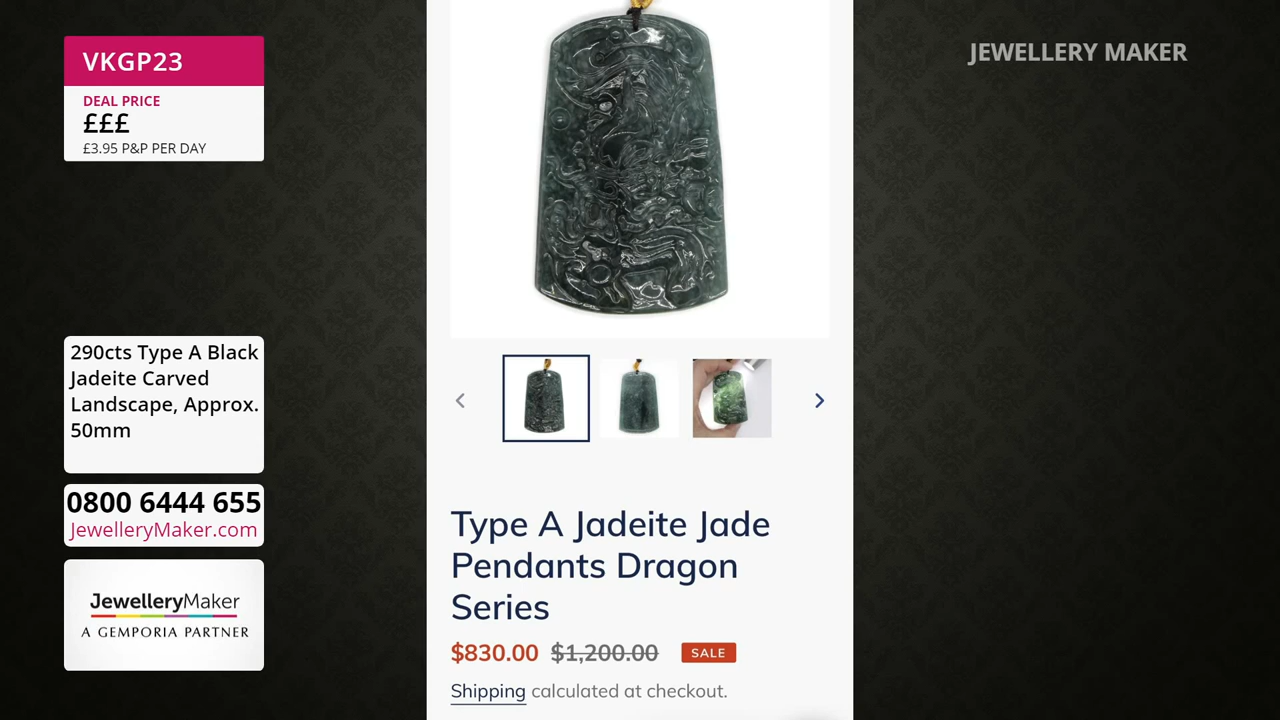 VKGP23
DEAL PRICE
£££
£3.95 P&P PER DAY
290cts Type A Black
Jadeite Carved
Landscape, Approx.
50mm
0800 6444 655
JewelleryMaker.com
JewelleryMaker
A GEMPORIA PARTNER
Type A Jadeite Jade
Pendants Dragon
Series
$830.00 $1,200.00 SALE
Shipping calculated at checkout.
JEWELLERY MAKER